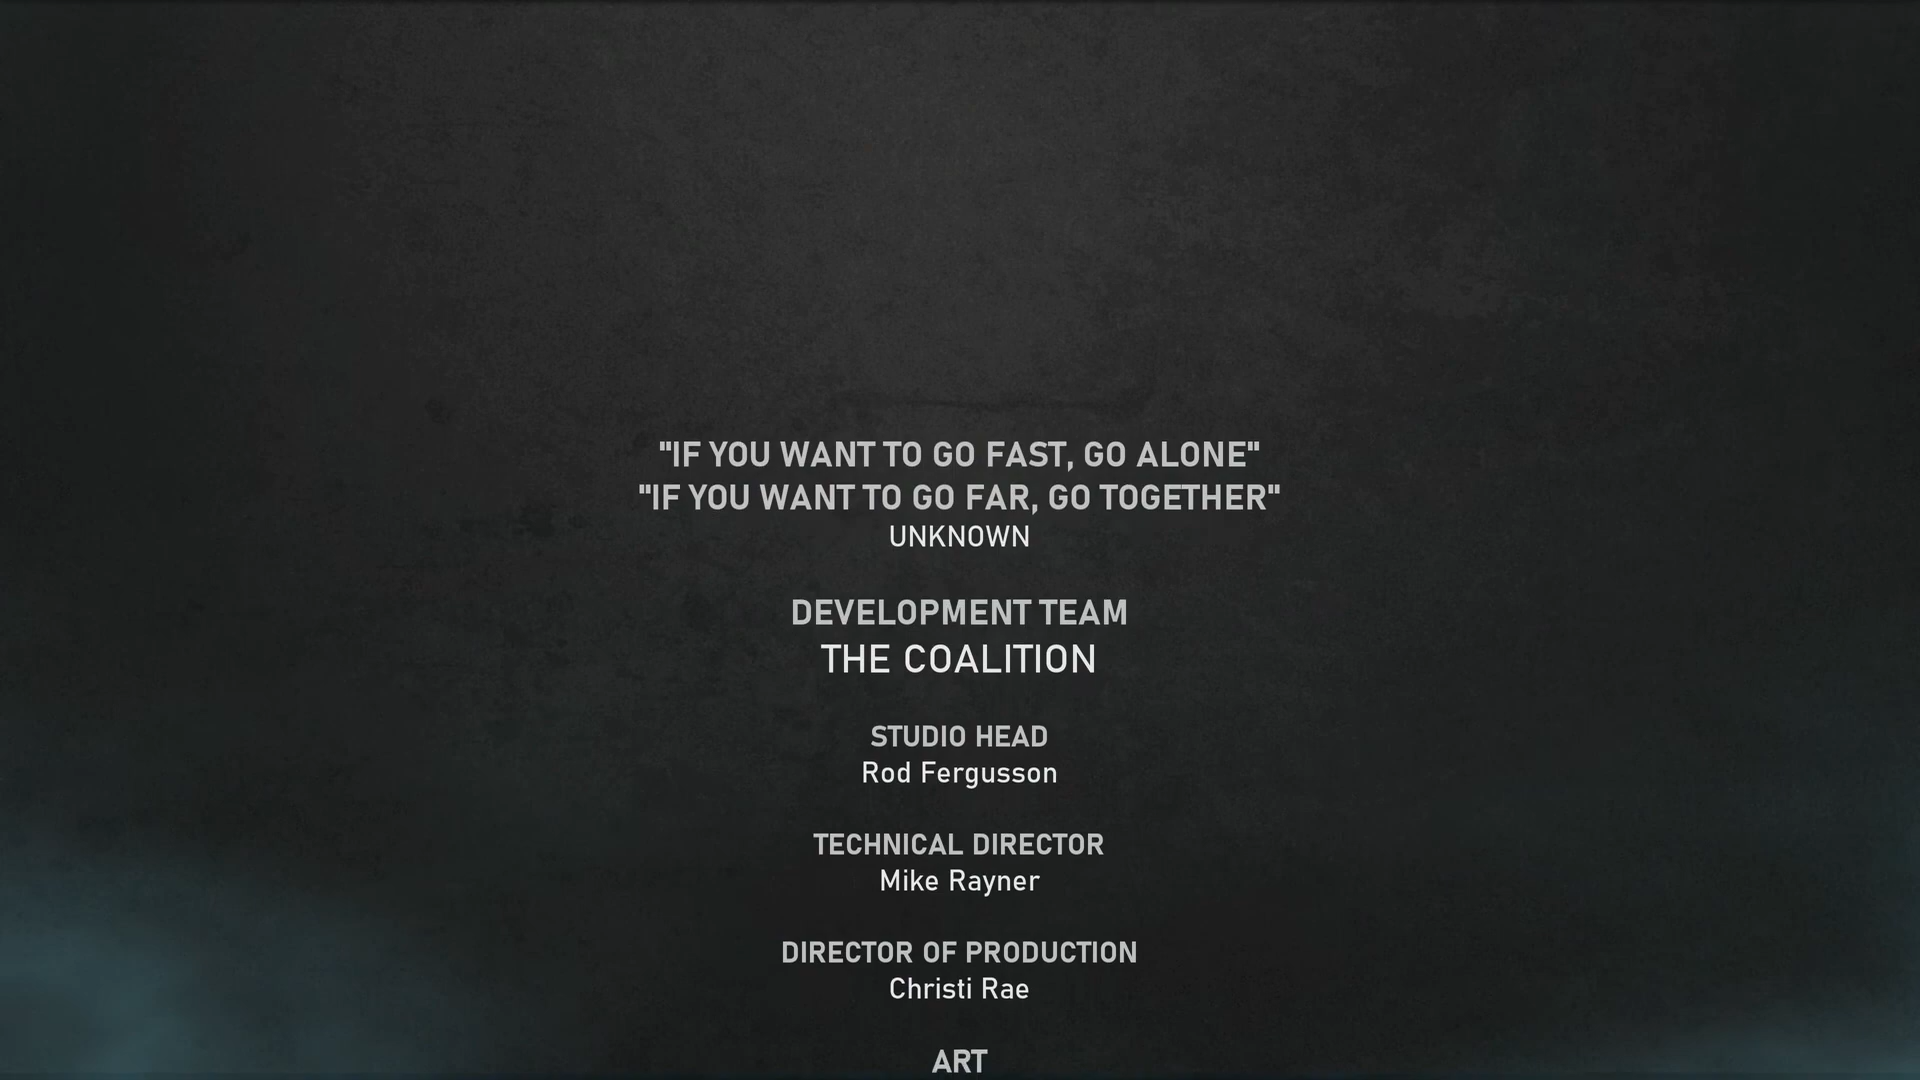 "IF YOU WANT TO GO FAST, GO ALONE"
"IF YOU WANT TO GO FAR, GO TOGETHER"
UNKNOWN
DEVELOPMENT TEAM
THE COALITION
STUDIO HEAD
Rod Fergusson
TECHNICAL DIRECTOR
Mike Rayner
DIRECTOR OF PRODUCTION
Christi Rae
ART